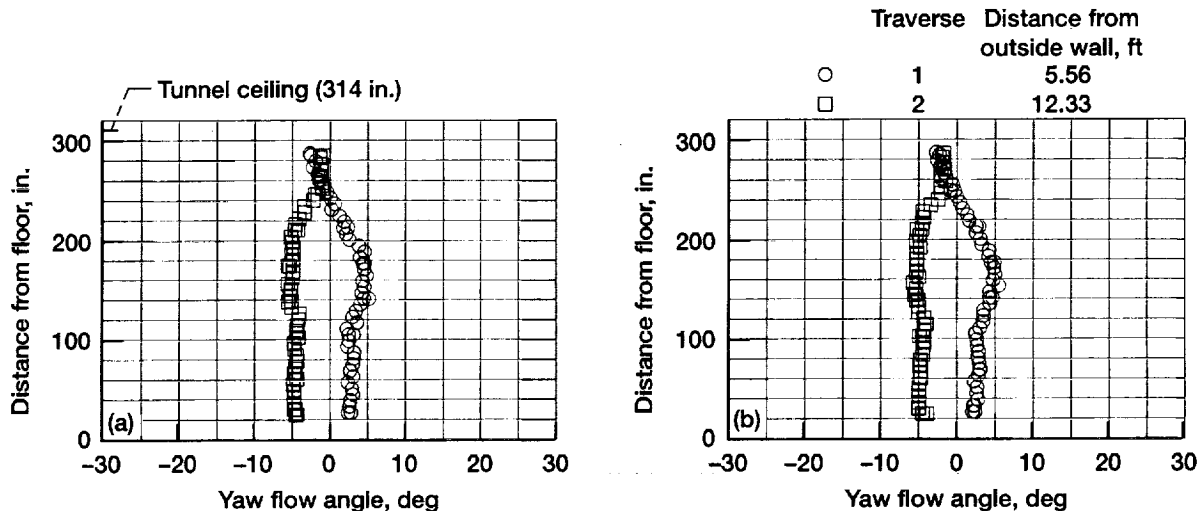 Traverse Distance from
outside wall, ft
1 5.56
2 12.33
Tunnel ceiling (314 in.)
300
200
100
0
Distance from floor, in.
(a)
−30 −20 −10 0 10 20 30
Yaw flow angle, deg
300
200
100
0
Distance from floor, in.
(b)
−30 −20 −10 0 10 20 30
Yaw flow angle, deg